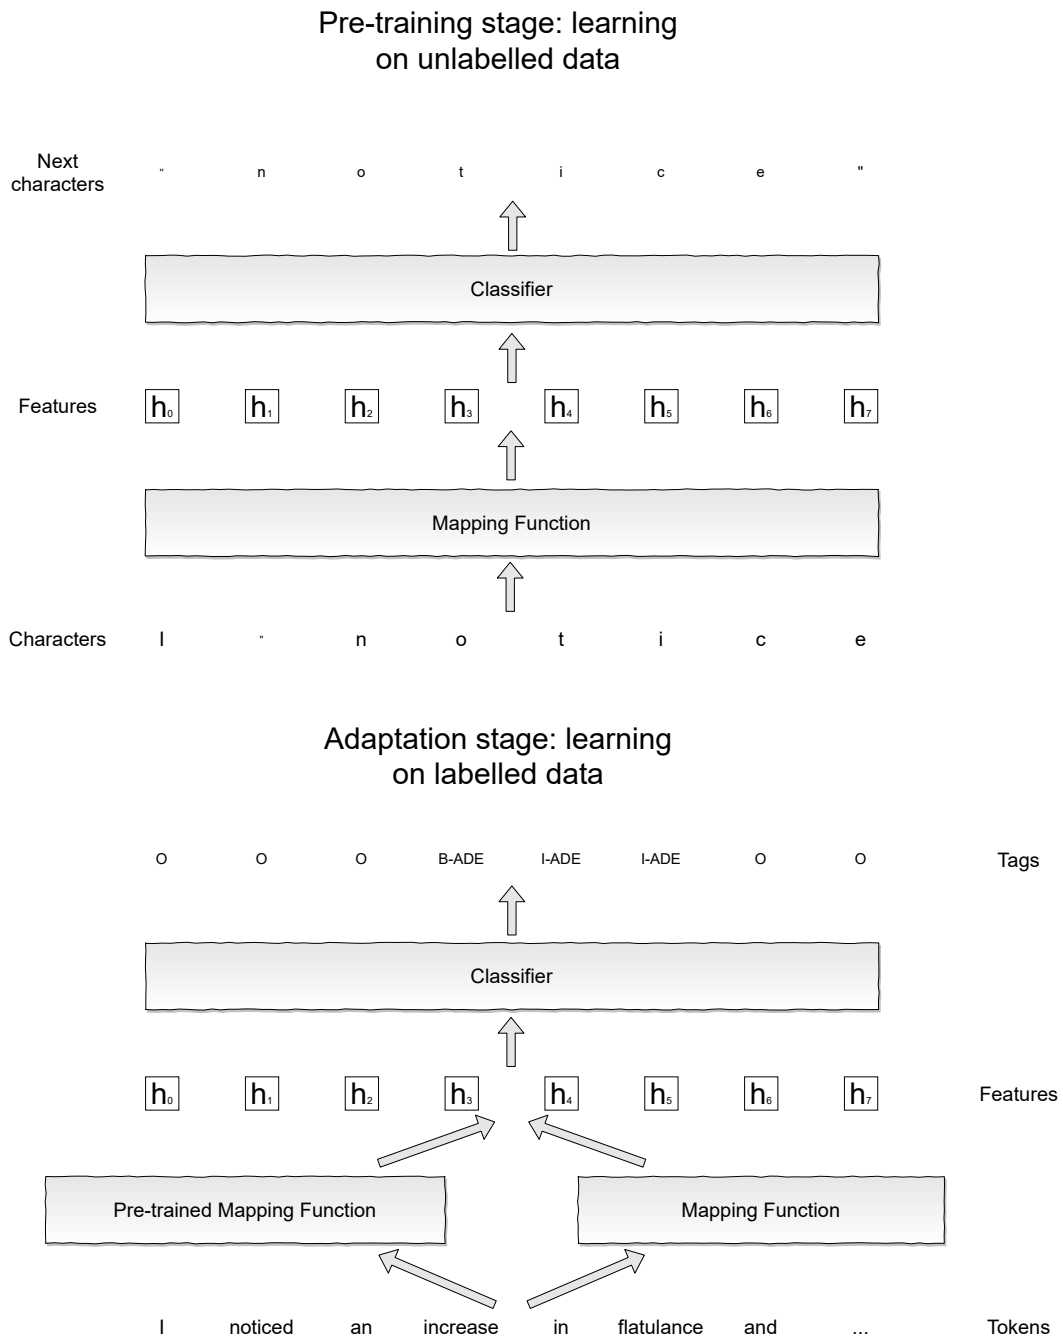 Pre-training stage: learning
on unlabelled data
Next
characters
" n o t i c e "
Classifier
Features h₀ h₁ h₂ h₃ h₄ h₅ h₆ h₇
Mapping Function
Characters I " n o t i c e
Adaptation stage: learning
on labelled data
O O O B-ADE I-ADE I-ADE O O Tags
Classifier
h₀ h₁ h₂ h₃ h₄ h₅ h₆ h₇ Features
Pre-trained Mapping Function Mapping Function
I noticed an increase in flatulance and ... Tokens